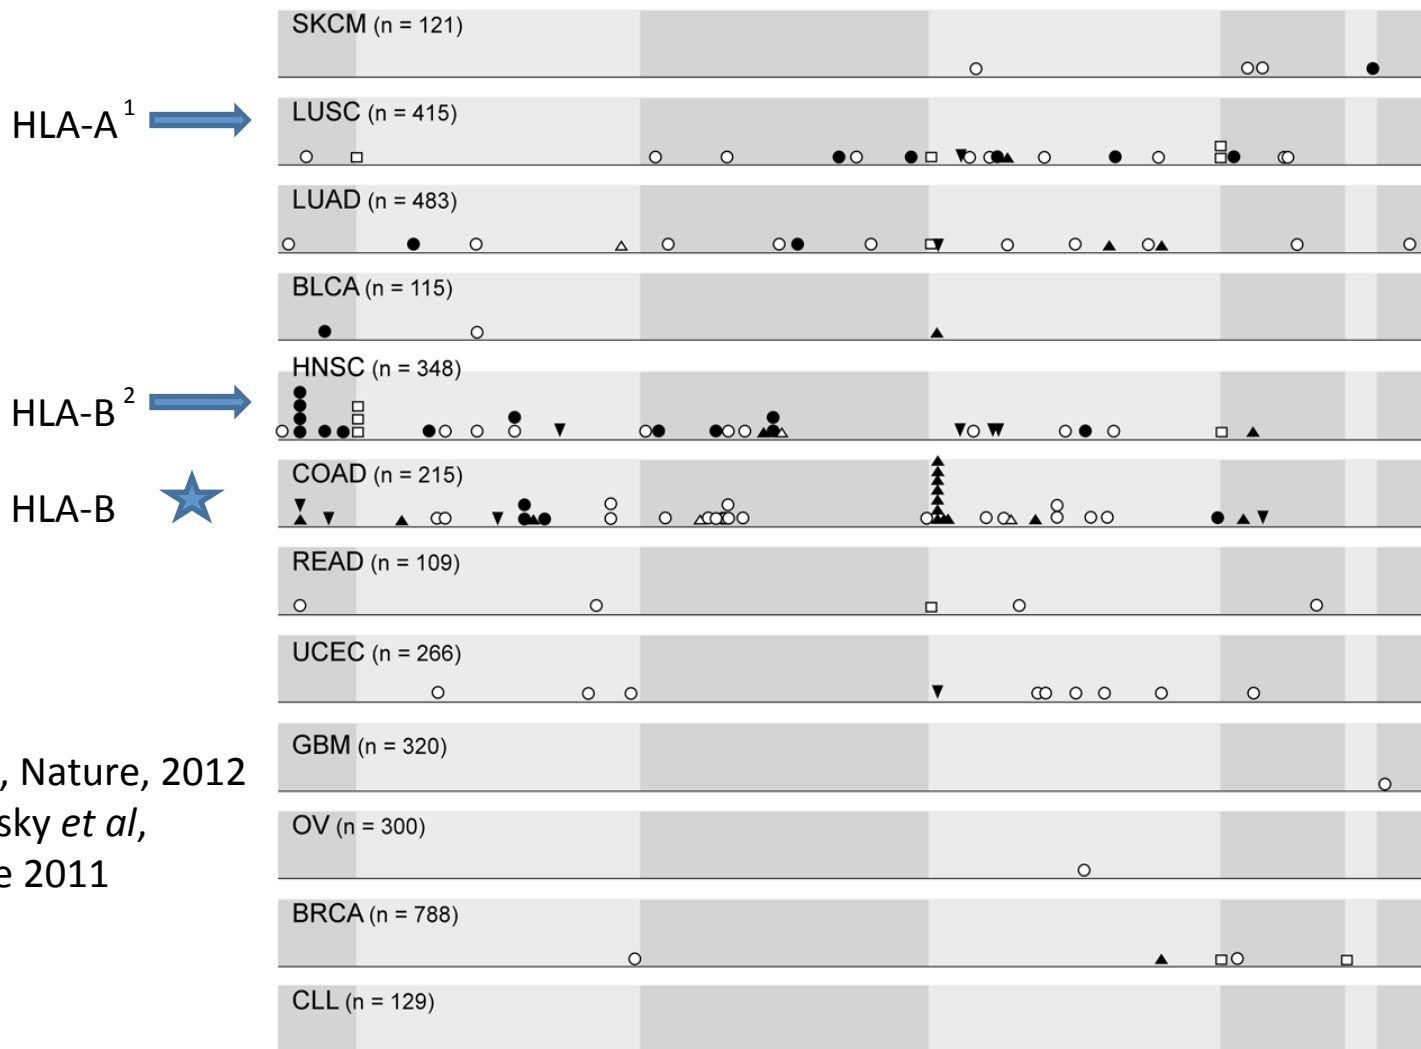 SKCM (n = 121)
HLA-A 1
LUSC (n = 415)
LUAD (n = 483)
BLCA (n = 115)
HNSC (n = 348)
HLA-B 2
COAD (n = 215)
HLA-B
READ (n = 109)
UCEC (n = 266)
GBM (n = 320)
, Nature, 2012
sky et al,
OV (n = 300)
e 2011
BRCA (n = 788)
CLL (n = 129)